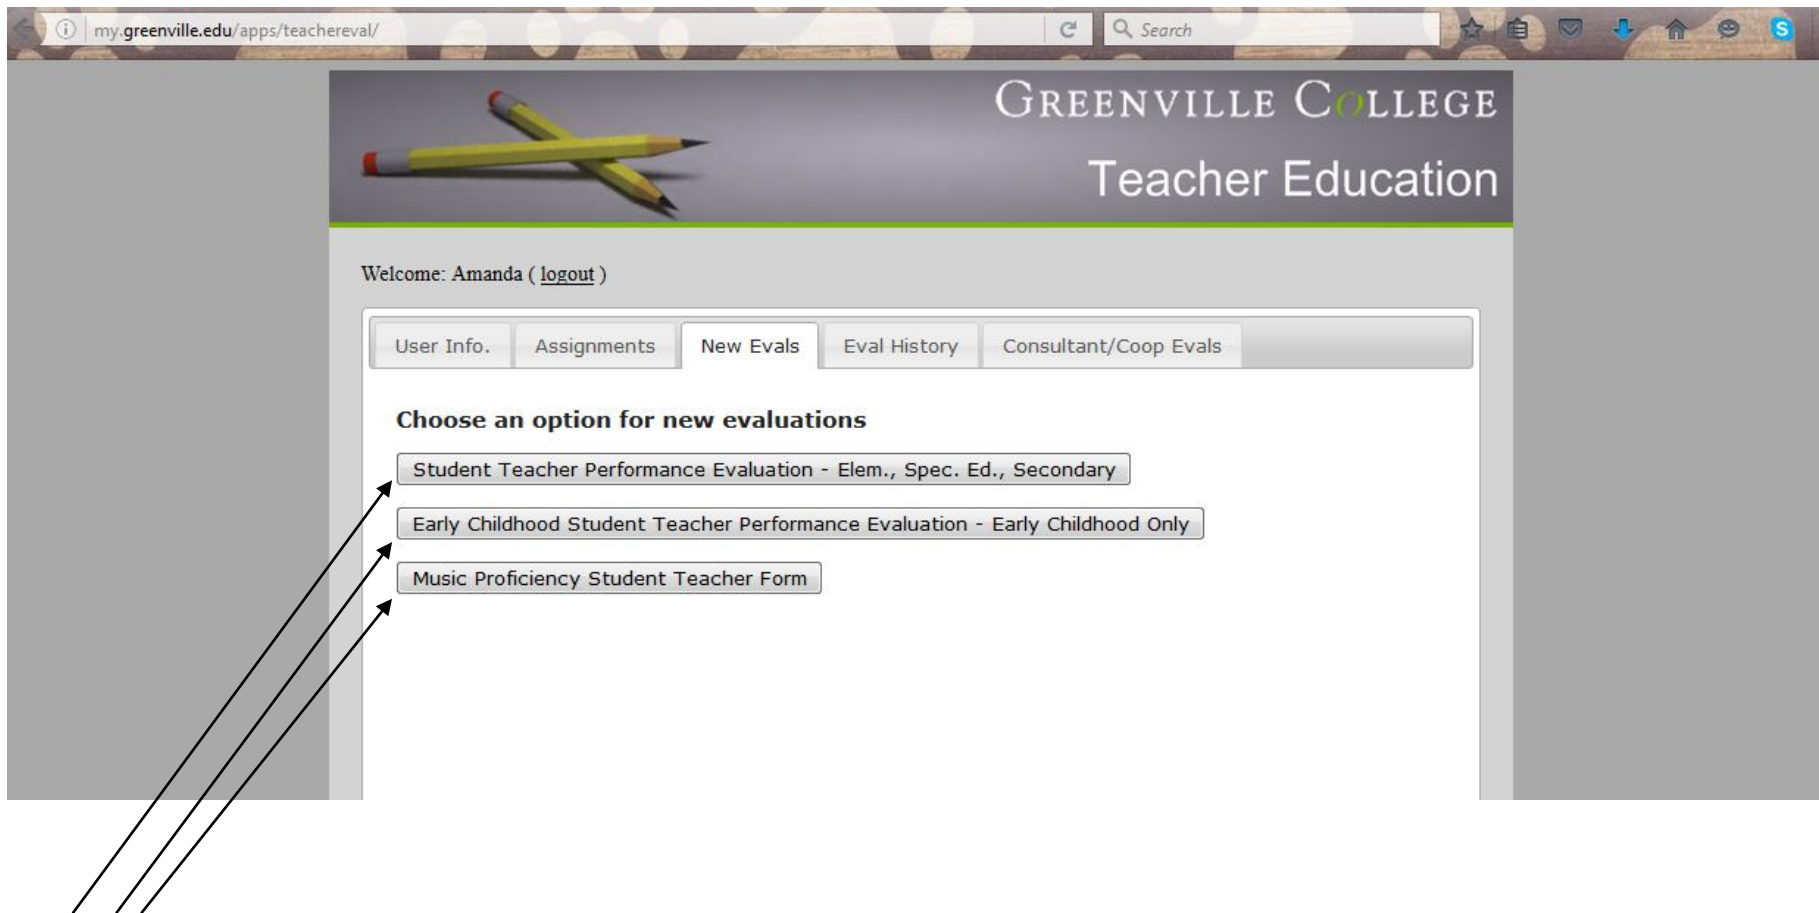 my.greenville.edu/apps/teachereval/
Search
S
GREENVILLE COLLEGE
Teacher Education
Welcome: Amanda ( logout )
User Info. Assignments New Evals Eval History Consultant/Coop Evals
Choose an option for new evaluations
Student Teacher Performance Evaluation - Elem., Spec. Ed., Secondary
Early Childhood Student Teacher Performance Evaluation - Early Childhood Only
Music Proficiency Student Teacher Form